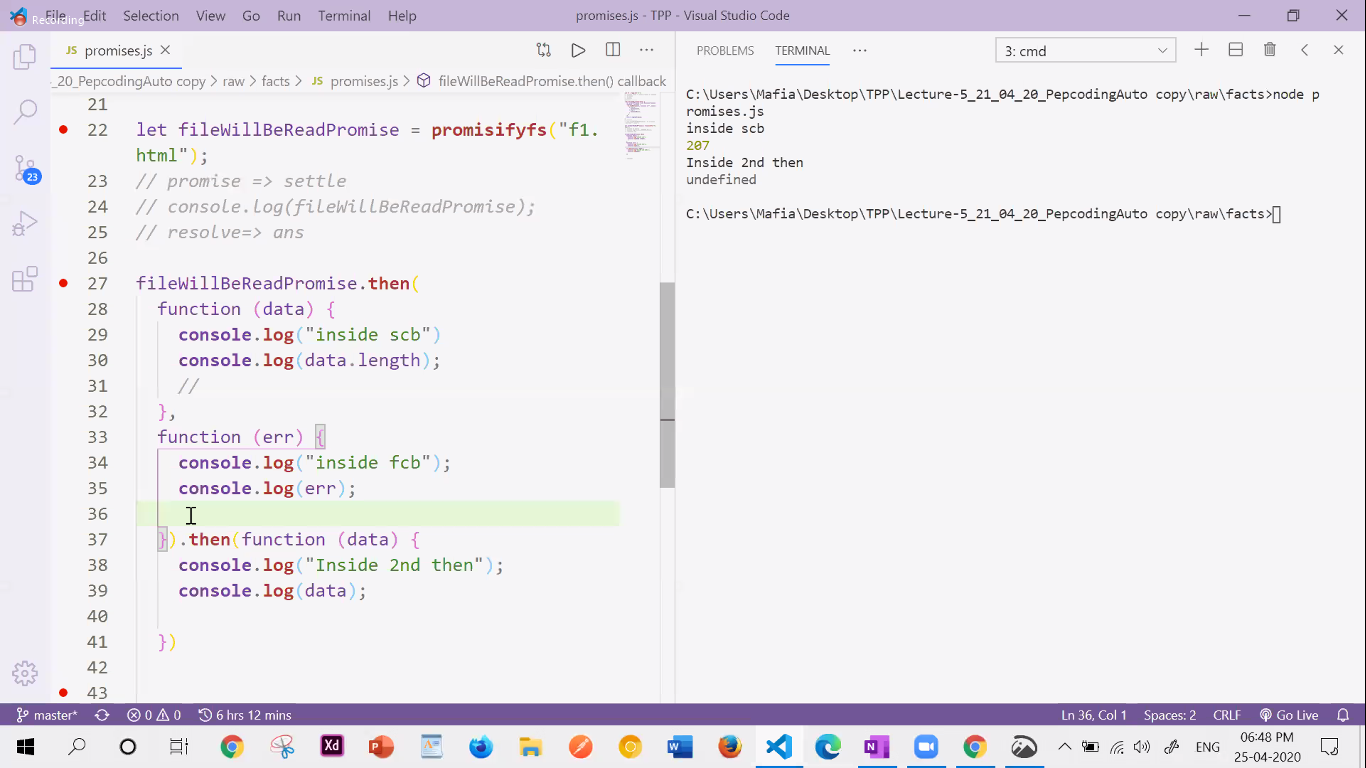 Recording
File Edit Selection View Go Run Terminal Help
promises.js - TPP - Visual Studio Code
JS promises.js
_20_PepcodingAuto copy > raw > facts > JS promises.js > fileWillBeReadPromise.then() callback
21
22 let fileWillBeReadPromise = promisifyfs("f1.
html");
23 // promise => settle
24 // console.log(fileWillBeReadPromise);
25 // resolve=> ans
26
27 fileWillBeReadPromise.then(
28 function (data) {
29 console.log("inside scb")
30 console.log(data.length);
31 //
32 },
33 function (err) {
34 console.log("inside fcb");
35 console.log(err);
36
37 }).then(function (data) {
38 console.log("Inside 2nd then");
39 console.log(data);
40
41 })
42
43
PROBLEMS TERMINAL ··· 3: cmd
C:\Users\Mafia\Desktop\TPP\Lecture-5_21_04_20_PepcodingAuto copy\raw\facts>node p
romises.js
inside scb
207
Inside 2nd then
undefined
C:\Users\Mafia\Desktop\TPP\Lecture-5_21_04_20_PepcodingAuto copy\raw\facts>
23
master* 0 0 6 hrs 12 mins Ln 36, Col 1 Spaces: 2 CRLF Go Live
Xd
ENG
06:48 PM
25-04-2020